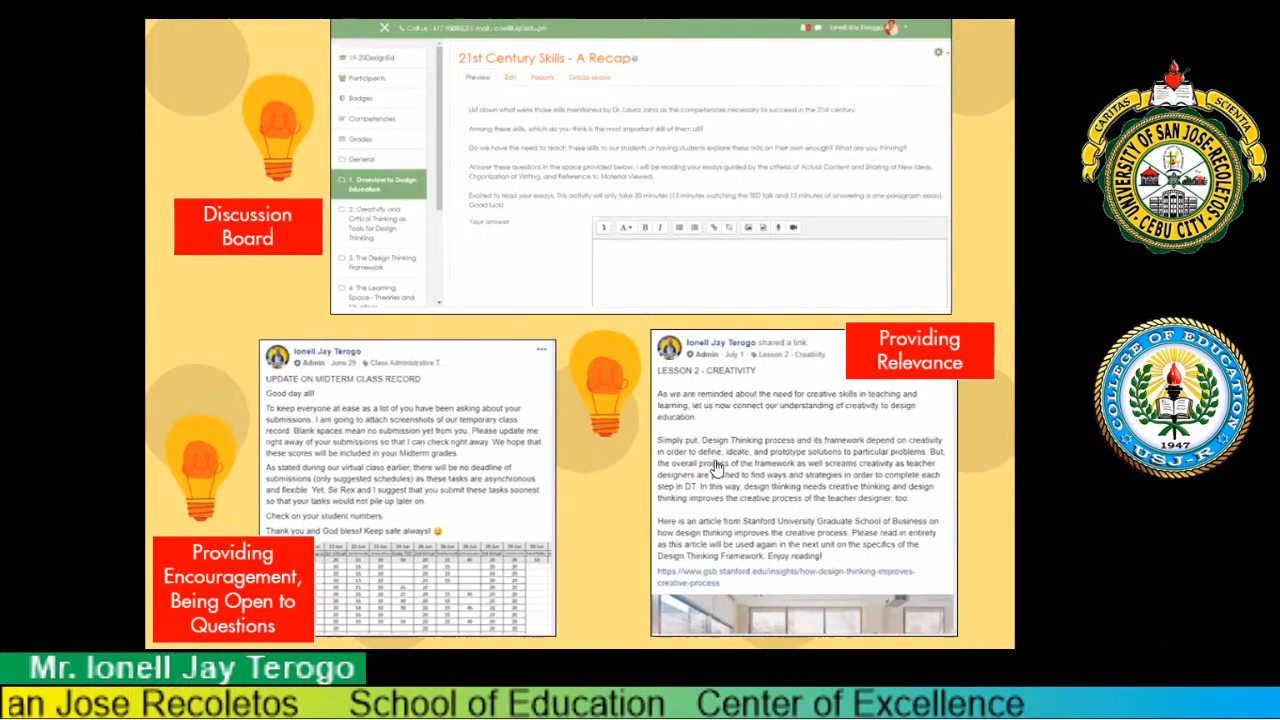 Call us :
Ionell Jay Terogo
19-20DesignEd
Participants
Badges
Competencies
Grades
General
1. Overview to Design
Education
2. Creativity and
Critical Thinking as
Tools for Design
Thinking
3. The Design Thinking
Framework
4. The Learning
Space - Theories and
21st Century Skills - A Recap
Preview Edit Reports Grade essays
List down what were those skills mentioned by Dr. Laura Jana as the competencies necessary to succeed in the 21st century.
Among these skills, which do you think is the most important skill of them all?
Do we have the need to teach these skills to our students or having students explore these skills on their own enough? What are you thinking?
Answer these questions in the space provided below. I will be reading your essays guided by the criteria of Actual Content and Sharing of New Ideas,
Organization of Writing, and Reference to Material Viewed.
Excited to read your essays. This activity will only take 30 minutes (15 minutes watching the TED talk and 15 minutes of answering a one-paragraph essay)-
Good luck!
Your answer
Discussion
Board
Ionell Jay Terogo
Admin · June 29 · Class Administrative T...
UPDATE ON MIDTERM CLASS RECORD
Good day all!
To keep everyone at ease as a lot of you have been asking about your
submissions. I am going to attach screenshots of our temporary class
record. Blank spaces mean no submission yet from you. Please update me
right away of your submissions so that I can check right away. We hope that
these scores will be included in your Midterm grades.
As stated during our virtual class earlier, there will be no deadline of
submissions (only suggested schedules) as these tasks are asynchronous
and flexible. Yet, Sir Rex and I suggest that you submit these tasks soonest
so that your tasks would not pile up later on.
Check on your student numbers.
Thank you and God bless! Keep safe always! 😀
Providing
Encouragement,
Being Open to
Questions
Ionell Jay Terogo shared a link.
Admin · July 1 · Lesson 2 - Creativity
LESSON 2 - CREATIVITY
As we are reminded about the need for creative skills in teaching and
learning, let us now connect our understanding of creativity to design
education.
Simply put, Design Thinking process and its framework depend on creativity
in order to define, ideate, and prototype solutions to particular problems. But,
the overall process of the framework as well screams creativity as teacher
designers are to find ways and strategies in order to complete each
step in DT. In this way, design thinking needs creative thinking and design
thinking improves the creative process of the teacher designer, too.
Here is an article from Stanford University Graduate School of Business on
how design thinking improves the creative process. Please read in entirety
as this article will be used again in the next unit on the specifics of the
Design Thinking Framework. Enjoy reading!
https://www.gsb.stanford.edu/insights/how-design-thinking-improves-
creative-process
Providing
Relevance
CARITAS SCIENTIA
UNIVERSITY OF SAN JOSE-RECOLETOS
CEBU CITY
COLLEGE OF EDUCATION
1947
USJ-R
Mr. Ionell Jay Terogo
an Jose Recoletos School of Education Center of Excellence